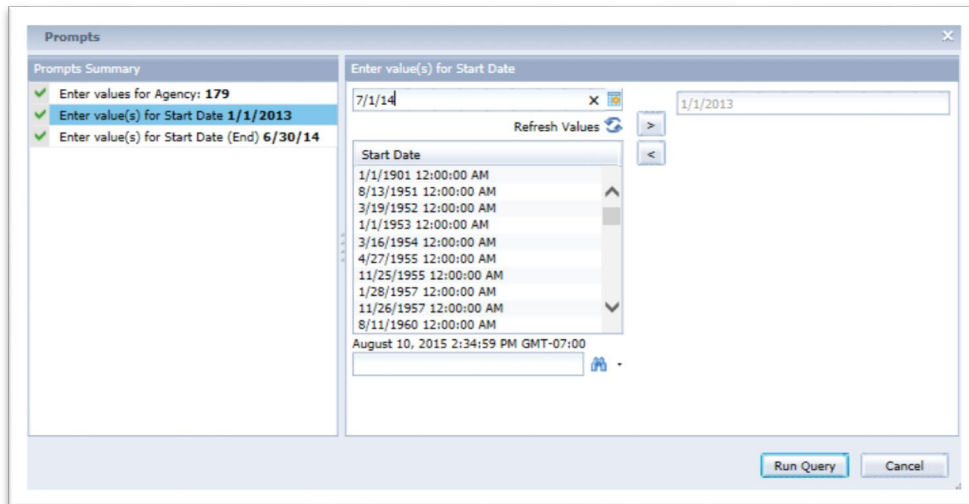 Prompts
Prompts Summary
Enter values for Agency: 179
Enter value(s) for Start Date 1/1/2013
Enter value(s) for Start Date (End) 6/30/14
Enter value(s) for Start Date
7/1/14
Refresh Values
Start Date
1/1/1901 12:00:00 AM
8/13/1951 12:00:00 AM
3/19/1952 12:00:00 AM
1/1/1953 12:00:00 AM
3/16/1954 12:00:00 AM
4/27/1955 12:00:00 AM
11/25/1955 12:00:00 AM
1/28/1957 12:00:00 AM
11/26/1957 12:00:00 AM
8/11/1960 12:00:00 AM
August 10, 2015 2:34:59 PM GMT-07:00
>
<
1/1/2013
Run Query
Cancel